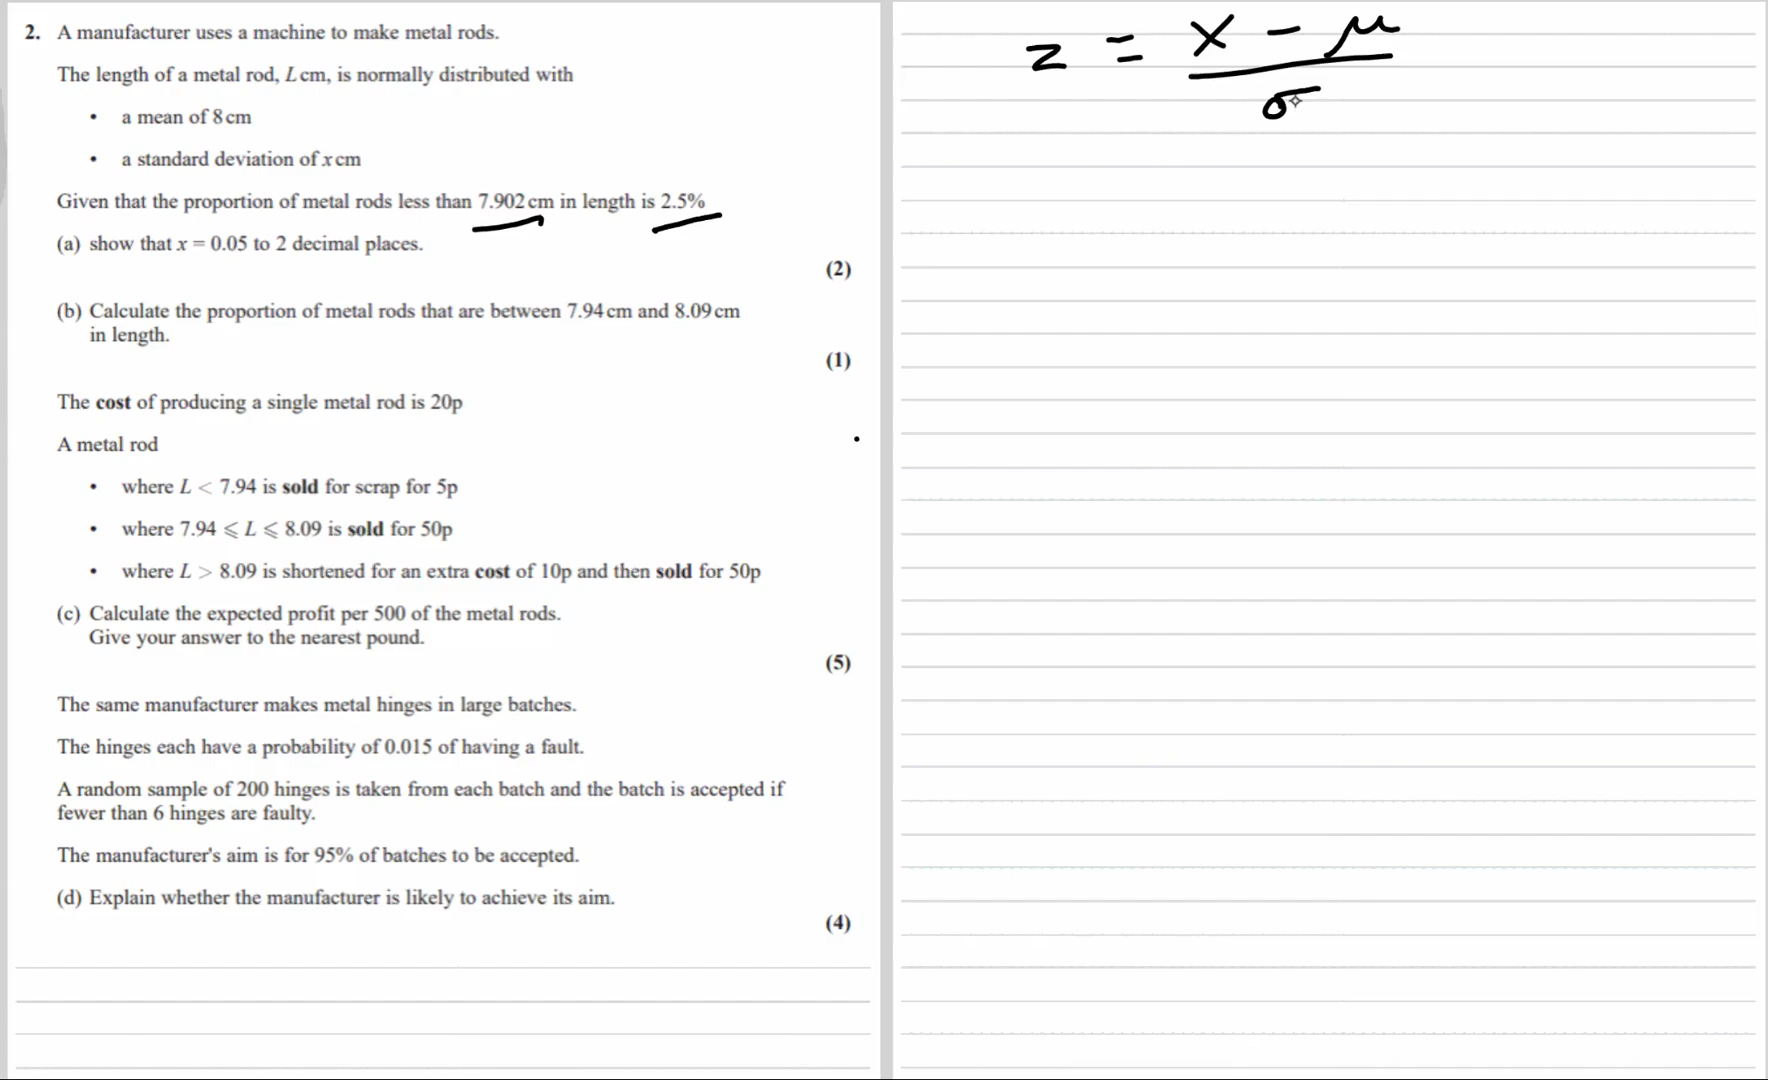 2. A manufacturer uses a machine to make metal rods.
The length of a metal rod, L cm, is normally distributed with
• a mean of 8 cm
• a standard deviation of x cm
Given that the proportion of metal rods less than 7.902 cm in length is 2.5%
(a) show that x = 0.05 to 2 decimal places.
(2)
(b) Calculate the proportion of metal rods that are between 7.94 cm and 8.09 cm
in length.
(1)
The cost of producing a single metal rod is 20p
A metal rod
• where L < 7.94 is sold for scrap for 5p
• where 7.94 ⩽ L ⩽ 8.09 is sold for 50p
• where L > 8.09 is shortened for an extra cost of 10p and then sold for 50p
(c) Calculate the expected profit per 500 of the metal rods.
Give your answer to the nearest pound.
(5)
The same manufacturer makes metal hinges in large batches.
The hinges each have a probability of 0.015 of having a fault.
A random sample of 200 hinges is taken from each batch and the batch is accepted if
fewer than 6 hinges are faulty.
The manufacturer's aim is for 95% of batches to be accepted.
(d) Explain whether the manufacturer is likely to achieve its aim.
(4)
z = x - μ
σ